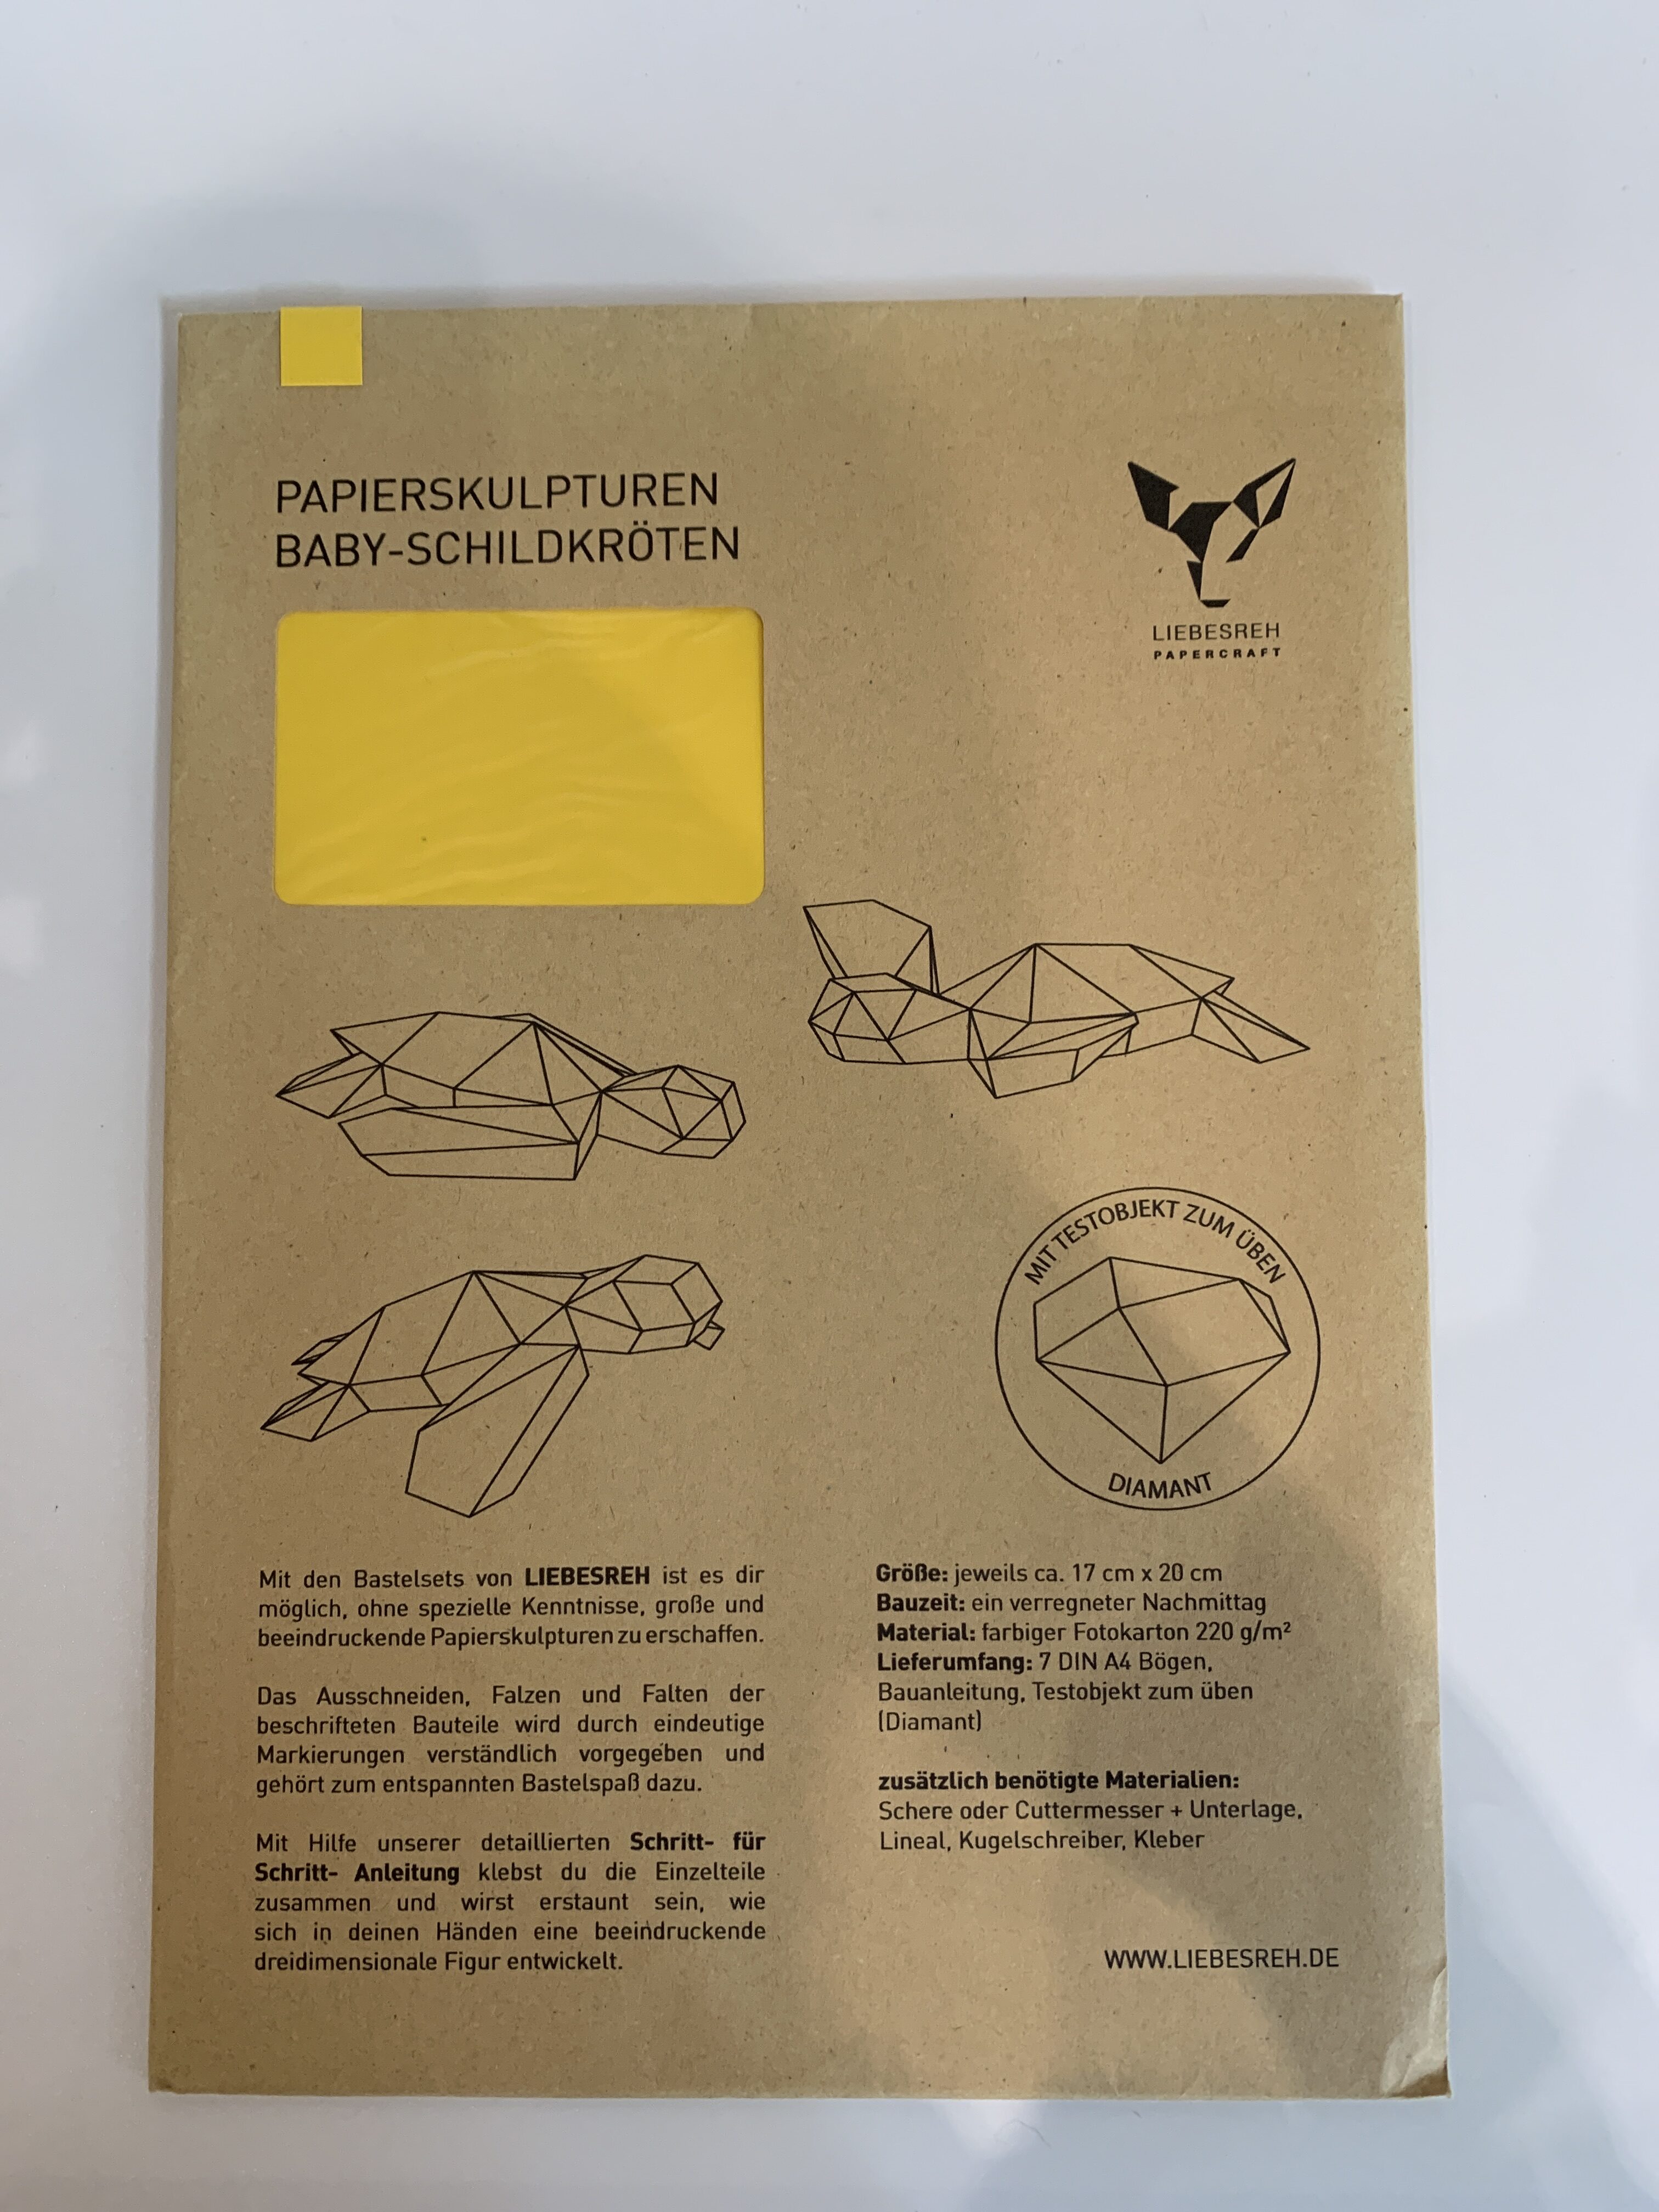 PAPIERSKULPTUREN
BABY-SCHILDKRÖTEN
LIEBESREH
PAPERCRAFT
MIT TESTOBJEKT ZUM ÜBEN
DIAMANT
Mit den Bastelsets von LIEBESREH ist es dir
möglich, ohne spezielle Kenntnisse, große und
beeindruckende Papierskulpturen zu erschaffen.
Das Ausschneiden, Falzen und Falten der
beschrifteten Bauteile wird durch eindeutige
Markierungen verständlich vorgegeben und
gehört zum entspannten Bastelspaß dazu.
Mit Hilfe unserer detaillierten Schritt- für
Schritt- Anleitung klebst du die Einzelteile
zusammen und wirst erstaunt sein, wie
sich in deinen Händen eine beeindruckende
dreidimensionale Figur entwickelt.
Größe: jeweils ca. 17 cm x 20 cm
Bauzeit: ein verregneter Nachmittag
Material: farbiger Fotokarton 220 g/m²
Lieferumfang: 7 DIN A4 Bögen,
Bauanleitung, Testobjekt zum üben
(Diamant)
zusätzlich benötigte Materialien:
Schere oder Cuttermesser + Unterlage,
Lineal, Kugelschreiber, Kleber
WWW.LIEBESREH.DE